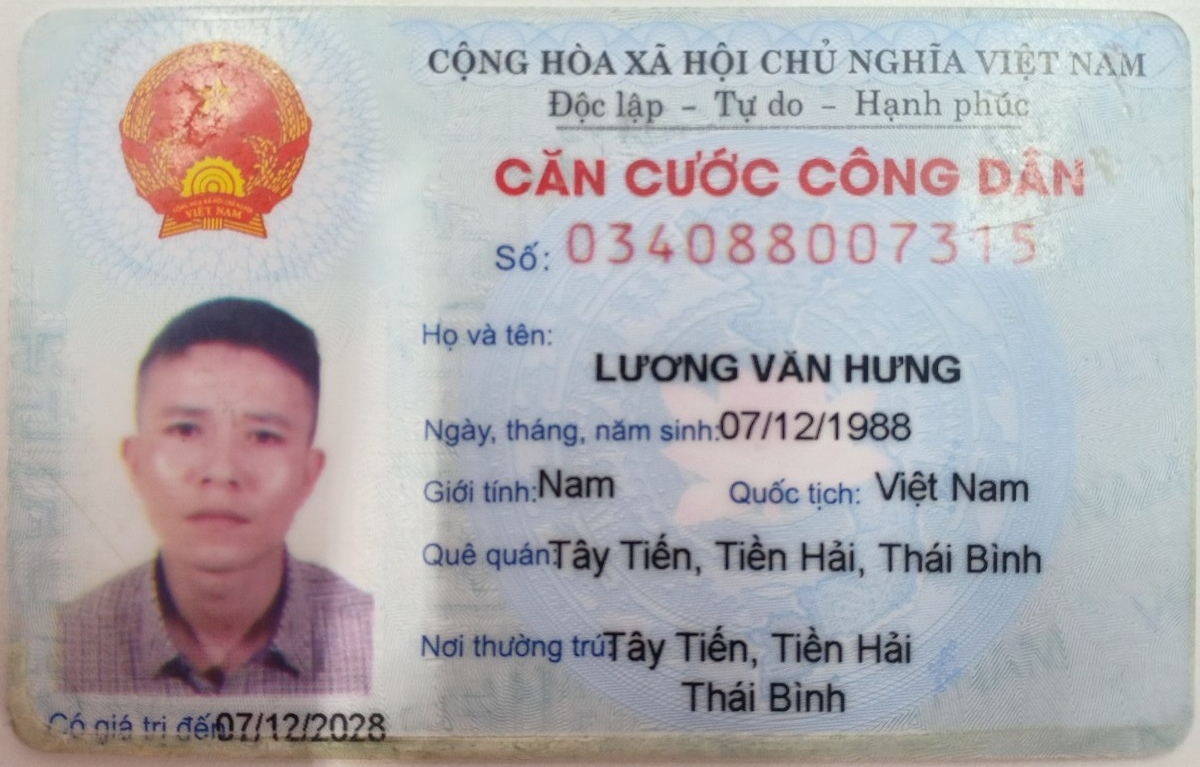 CỘNG HÒA XÃ HỘI CHỦ NGHĨA VIỆT NAM
Độc lập - Tự do - Hạnh phúc
CĂN CƯỚC CÔNG DÂN
Số: 034088007315
Họ và tên:
LƯƠNG VĂN HƯNG
Ngày, tháng, năm sinh: 07/12/1988
Giới tính: Nam Quốc tịch: Việt Nam
Quê quán: Tây Tiến, Tiền Hải, Thái Bình
Nơi thường trú: Tây Tiến, Tiền Hải
Thái Bình
Có giá trị đến 07/12/2028
VIỆT NAM